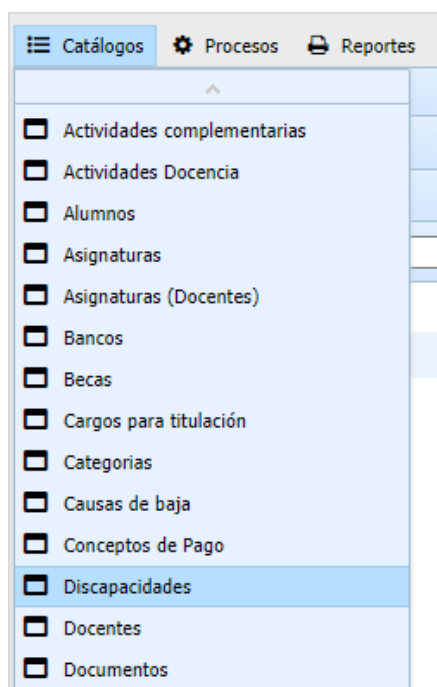 Catálogos Procesos Reportes
Actividades complementarias
Actividades Docencia
Alumnos
Asignaturas
Asignaturas (Docentes)
Bancos
Becas
Cargos para titulación
Categorias
Causas de baja
Conceptos de Pago
Discapacidades
Docentes
Documentos